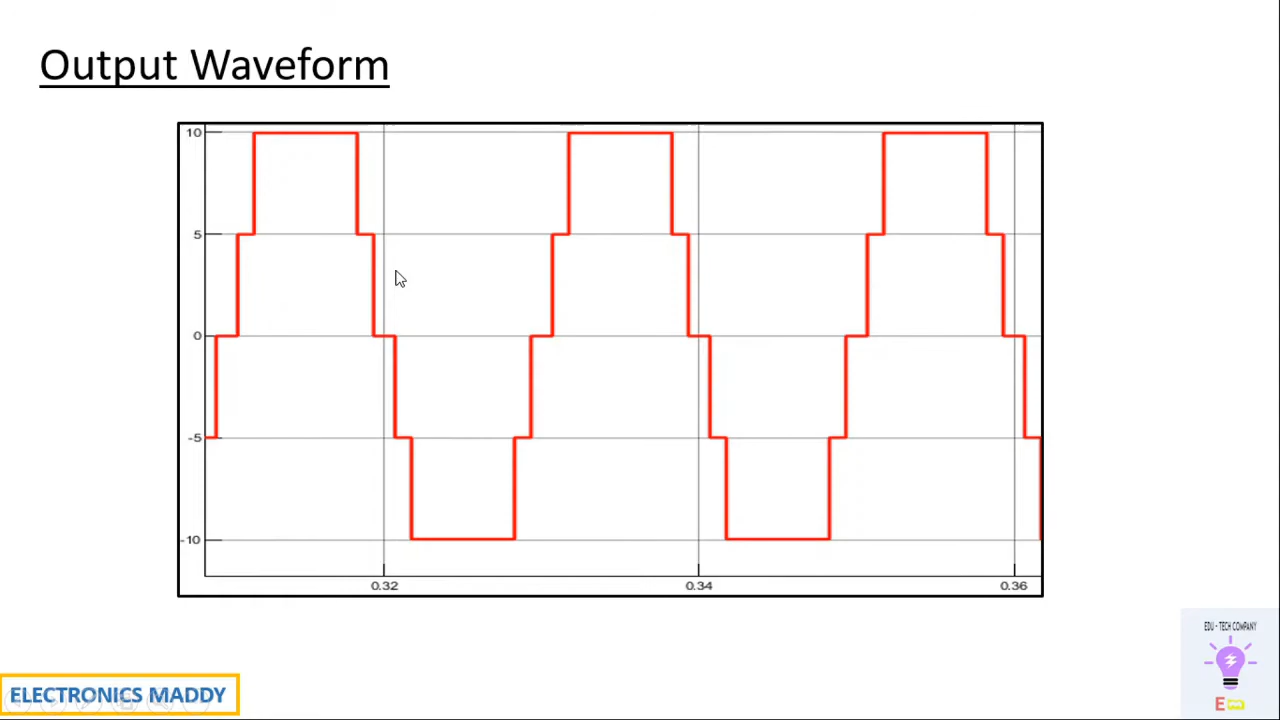 Output Waveform
10
5
0
-5
-10
0.32
0.34
0.36
EDU - TECH COMPANY
E
ELECTRONICS MADDY